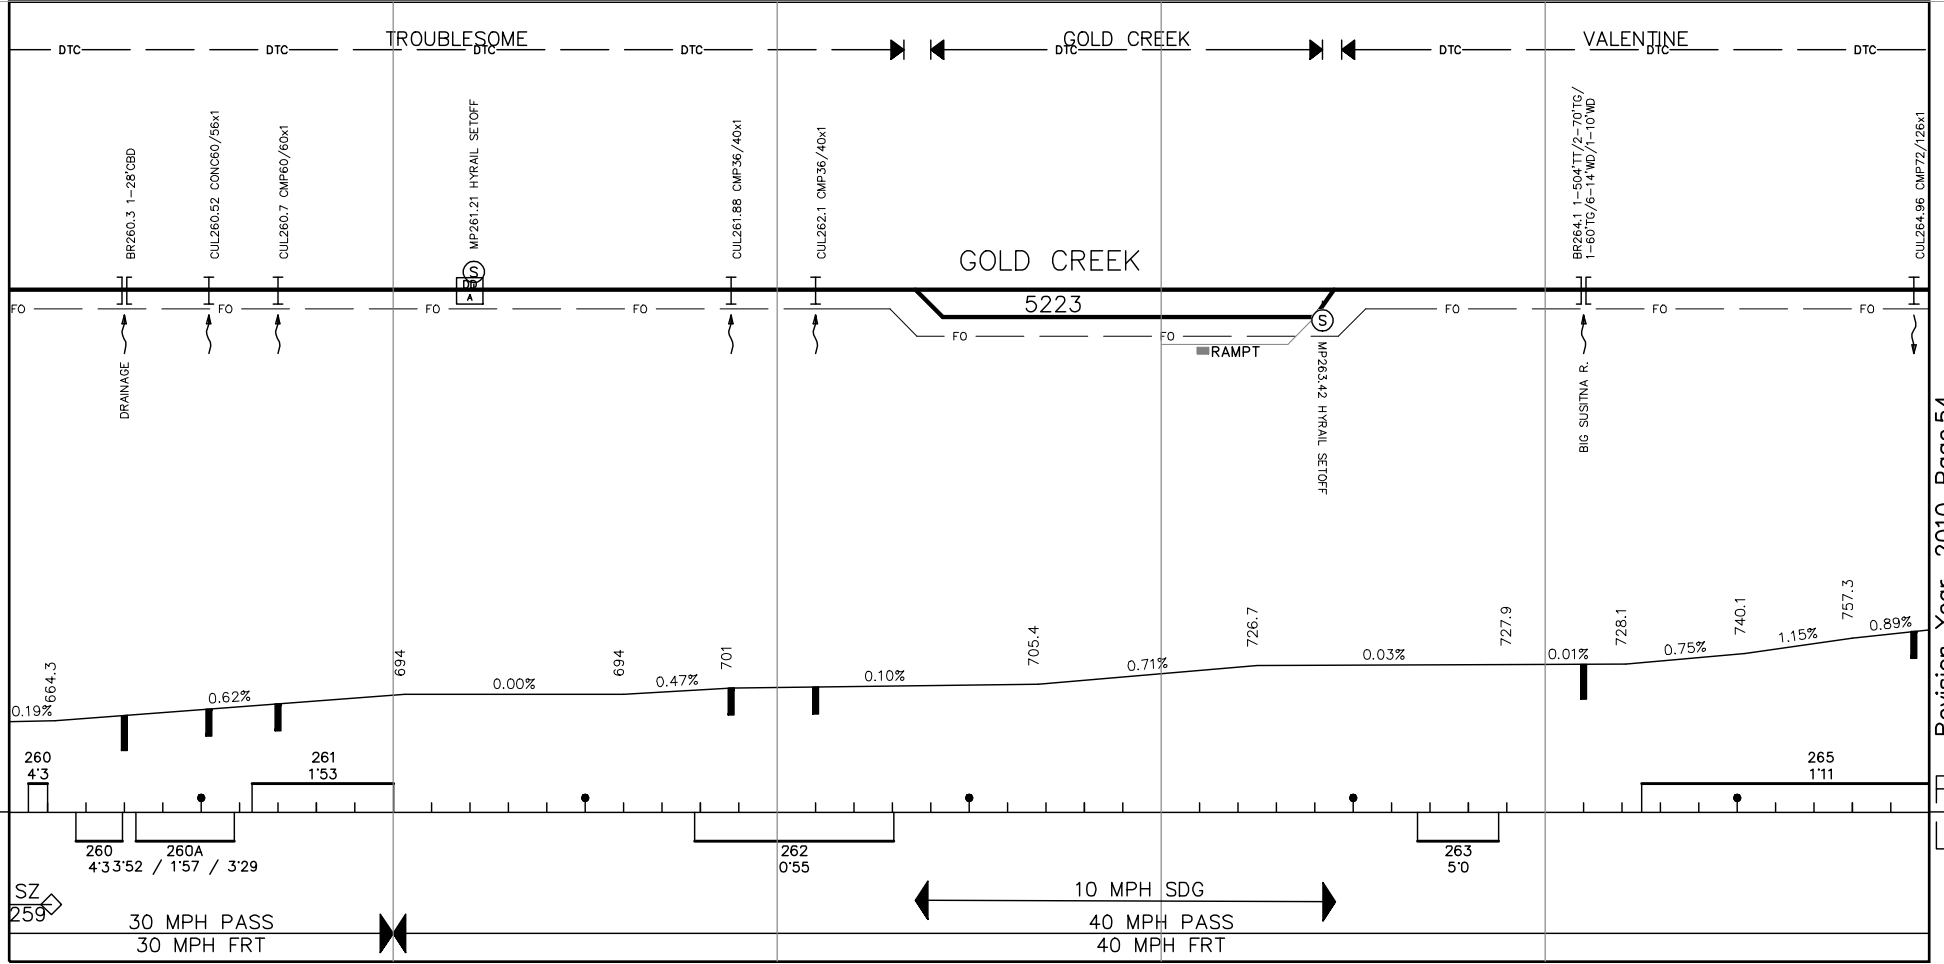 TROUBLESOME
GOLD CREEK
VALENTINE
DTC
DTC
DTC
DTC
DTC
DTC
DTC
DTC
BR260.3 1-28'CBD
CUL260.52 CONC60/56x1
CUL260.7 CMP60/60x1
MP261.21 HYRAIL SETOFF
CUL261.88 CMP36/40x1
CUL262.1 CMP36/40x1
BR264.1 1-504'TT/2-70'TG/
1-60'TG/6-14'WD/1-10'WD
CUL264.96 CMP72/126x1
GOLD CREEK
S
A
5223
S
FO
FO
FO
FO
FO
FO
FO
FO
FO
RAMPT
DRAINAGE
MP263.42 HYRAIL SETOFF
BIG SUSITNA R.
664.3
694
694
701
705.4
726.7
727.9
728.1
740.1
757.3
0.19%
0.62%
0.00%
0.47%
0.10%
0.71%
0.03%
0.01%
0.75%
1.15%
0.89%
260
4'3
261
1'53
265
1'11
260
4'3
260A
3'52 / 1'57 / 3'29
262
0'55
263
5'0
SZ
259
10 MPH SDG
30 MPH PASS
30 MPH FRT
40 MPH PASS
40 MPH FRT
Revision Year 2010 Page 54